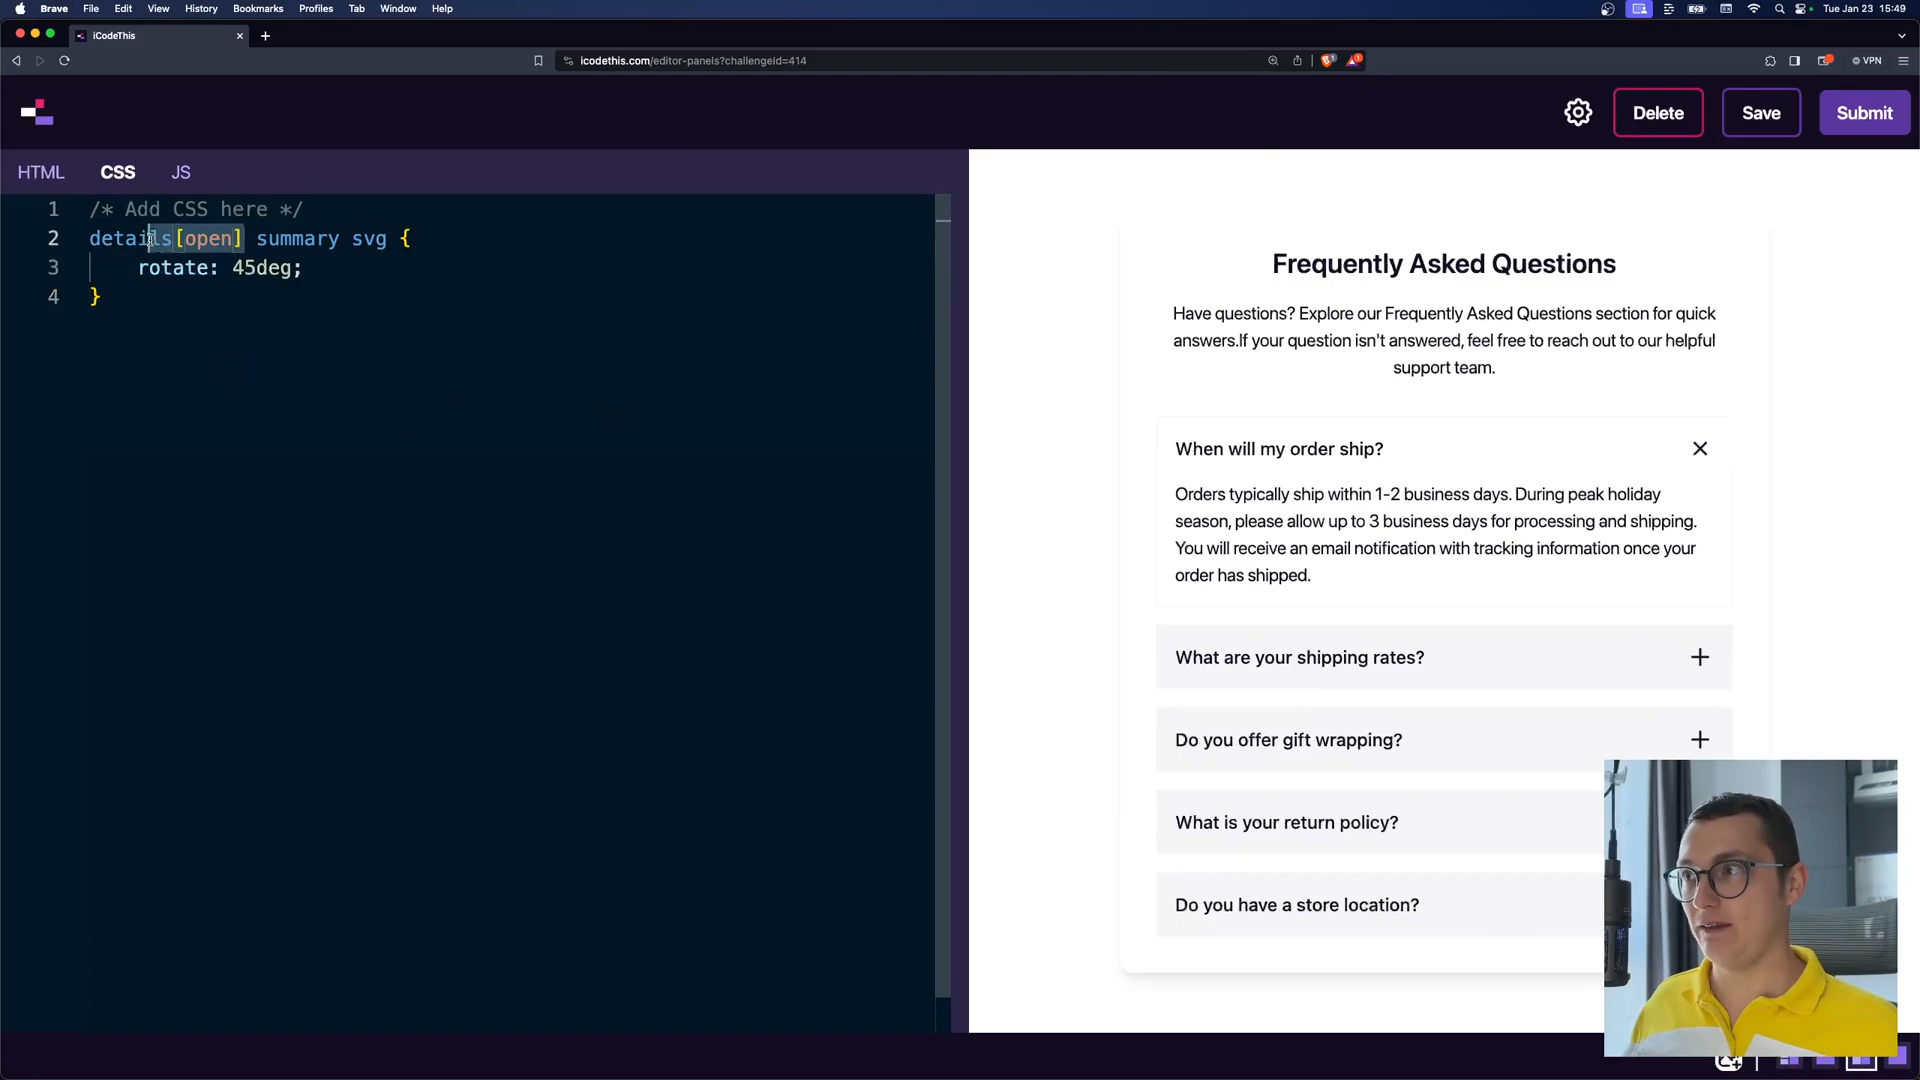 Brave File Edit View History Bookmarks Profiles Tab Window Help
Tue Jan 23 15:49
iCodeThis
icodethis.com/editor-panels?challengeId=414
VPN
Delete Save Submit
HTML CSS JS
1 /* Add CSS here */
2 details[open] summary svg {
3 rotate: 45deg;
4 }
Frequently Asked Questions
Have questions? Explore our Frequently Asked Questions section for quick
answers.If your question isn't answered, feel free to reach out to our helpful
support team.
When will my order ship?
Orders typically ship within 1-2 business days. During peak holiday
season, please allow up to 3 business days for processing and shipping.
You will receive an email notification with tracking information once your
order has shipped.
What are your shipping rates?
Do you offer gift wrapping?
What is your return policy?
Do you have a store location?